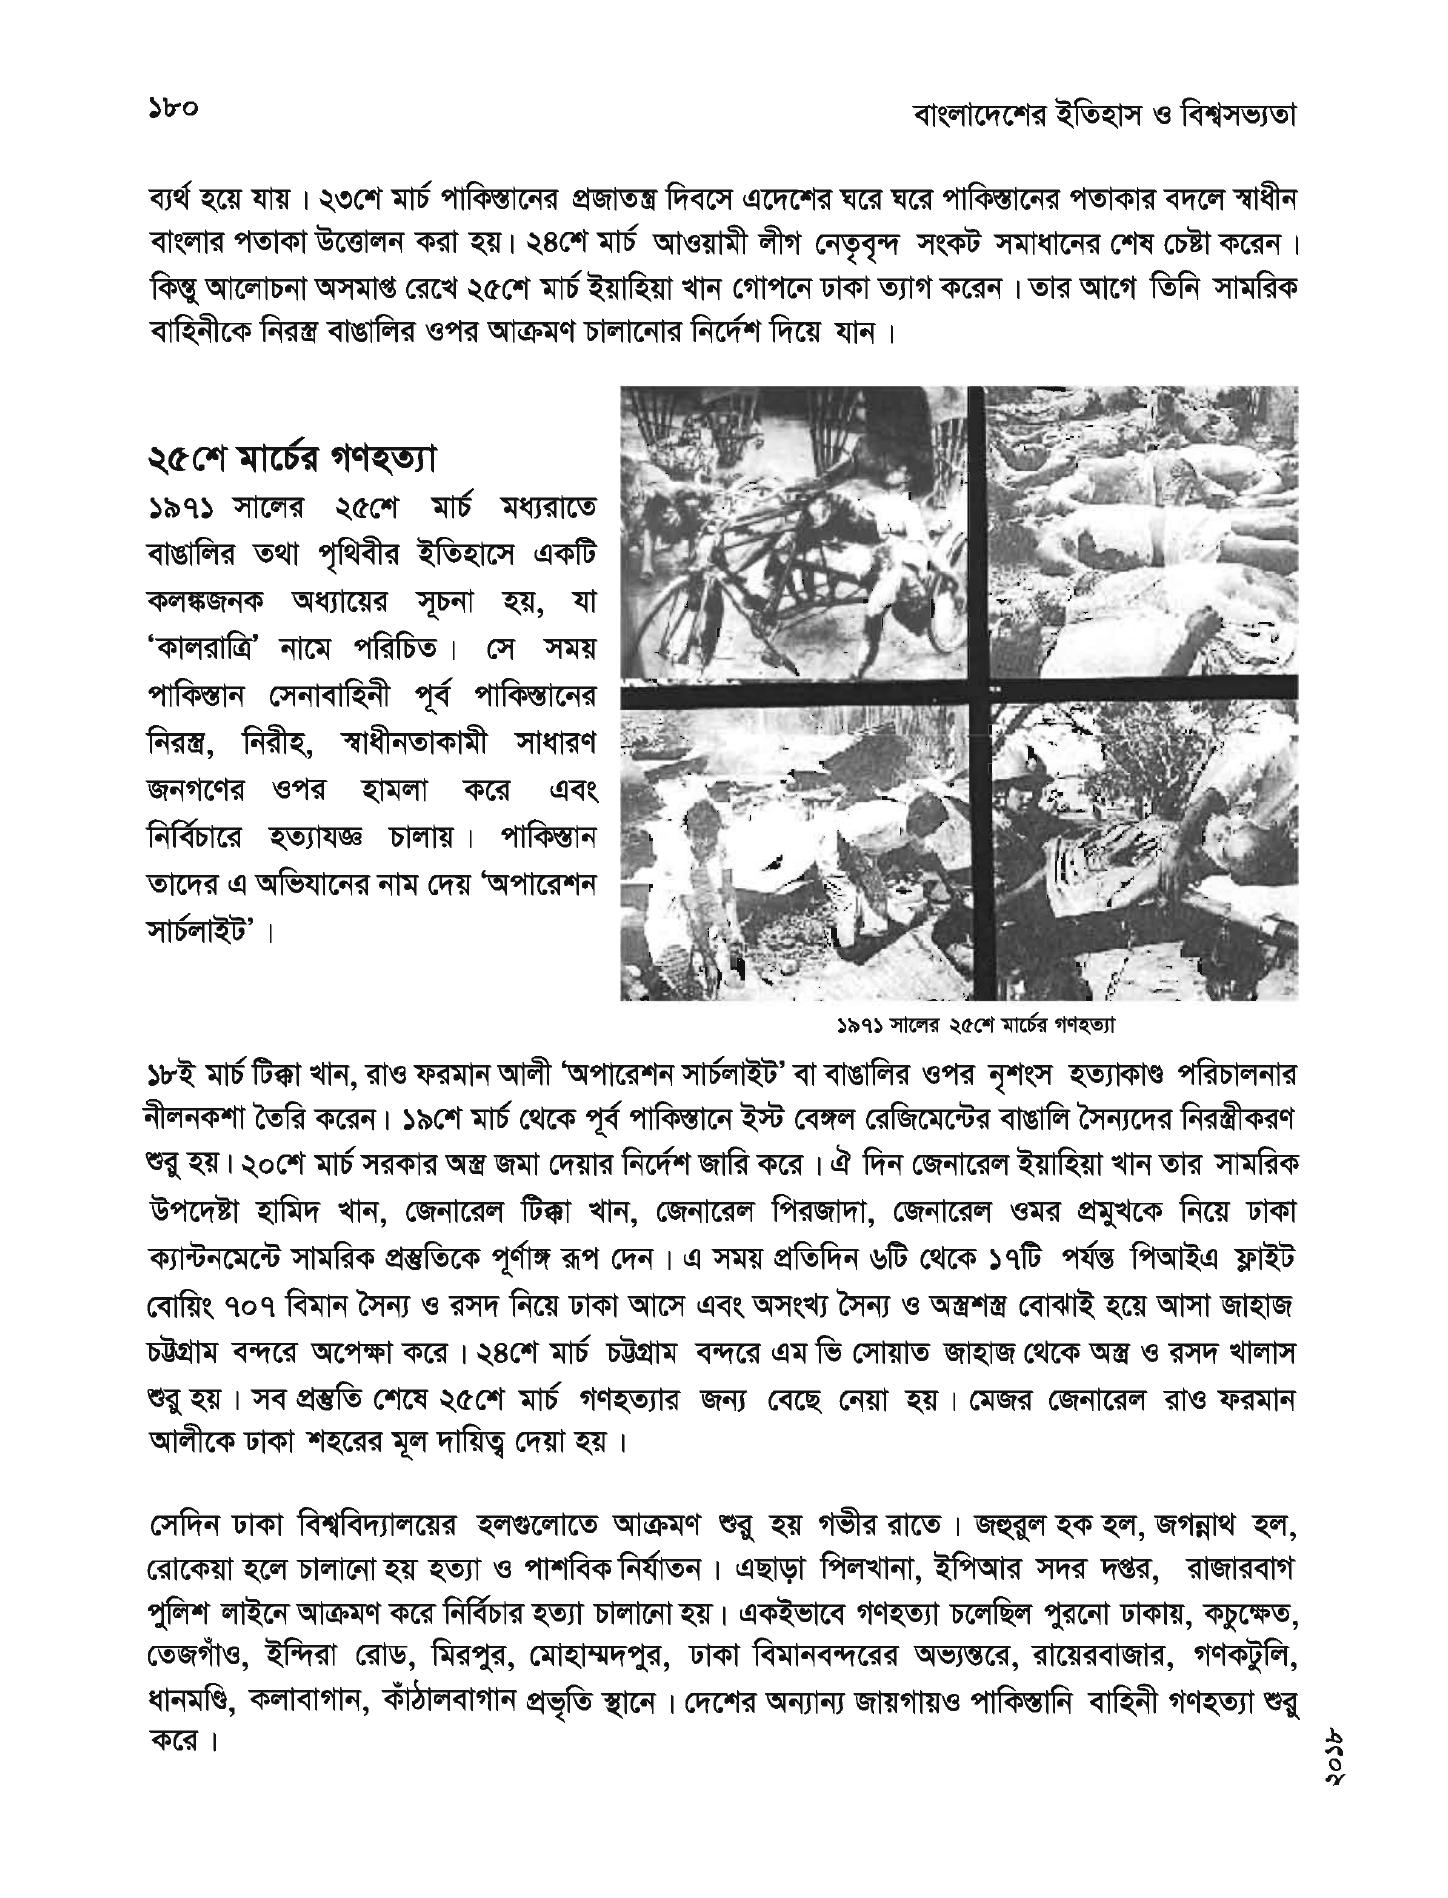 ১৮০
বাংলাদেশের ইতিহাস ও বিশ্বসভ্যতা
ব্যর্থ হয়ে যায় । ২৩শে মার্চ পাকিস্তানের প্রজাতন্ত্র দিবসে এদেশের ঘরে ঘরে পাকিস্তানের পতাকার বদলে স্বাধীন
বাংলার পতাকা উত্তোলন করা হয়। ২৪শে মার্চ আওয়ামী লীগ নেতৃবৃন্দ সংকট সমাধানের শেষ চেষ্টা করেন ।
কিন্তু আলোচনা অসমাপ্ত রেখে ২৫শে মার্চ ইয়াহিয়া খান গোপনে ঢাকা ত্যাগ করেন । তার আগে তিনি সামরিক
বাহিনীকে নিরস্ত্র বাঙালির ওপর আক্রমণ চালানোর নির্দেশ দিয়ে যান ।
২৫শে মার্চের গণহত্যা
১৯৭১ সালের ২৫শে মার্চ মধ্যরাতে
বাঙালির তথা পৃথিবীর ইতিহাসে একটি
কলঙ্কজনক অধ্যায়ের সূচনা হয়, যা
‘কালরাত্রি’ নামে পরিচিত । সে সময়
পাকিস্তান সেনাবাহিনী পূর্ব পাকিস্তানের
নিরস্ত্র, নিরীহ, স্বাধীনতাকামী সাধারণ
জনগণের ওপর হামলা করে এবং
নির্বিচারে হত্যাযজ্ঞ চালায় । পাকিস্তান
তাদের এ অভিযানের নাম দেয় ‘অপারেশন
সার্চলাইট’ ।
১৯৭১ সালের ২৫শে মার্চের গণহত্যা
১৮ই মার্চ টিক্কা খান, রাও ফরমান আলী ‘অপারেশন সার্চলাইট’ বা বাঙালির ওপর নৃশংস হত্যাকাণ্ড পরিচালনার
নীলনকশা তৈরি করেন। ১৯শে মার্চ থেকে পূর্ব পাকিস্তানে ইস্ট বেঙ্গল রেজিমেন্টের বাঙালি সৈন্যদের নিরস্ত্রীকরণ
শুরু হয়। ২০শে মার্চ সরকার অস্ত্র জমা দেয়ার নির্দেশ জারি করে । ঐ দিন জেনারেল ইয়াহিয়া খান তার সামরিক
উপদেষ্টা হামিদ খান, জেনারেল টিক্কা খান, জেনারেল পিরজাদা, জেনারেল ওমর প্রমুখকে নিয়ে ঢাকা
ক্যান্টনমেন্টে সামরিক প্রস্তুতিকে পূর্ণাঙ্গ রূপ দেন । এ সময় প্রতিদিন ৬টি থেকে ১৭টি পর্যন্ত পিআইএ ফ্লাইট
বোয়িং ৭০৭ বিমান সৈন্য ও রসদ নিয়ে ঢাকা আসে এবং অসংখ্য সৈন্য ও অস্ত্রশস্ত্র বোঝাই হয়ে আসা জাহাজ
চট্টগ্রাম বন্দরে অপেক্ষা করে । ২৪শে মার্চ চট্টগ্রাম বন্দরে এম ভি সোয়াত জাহাজ থেকে অস্ত্র ও রসদ খালাস
শুরু হয় । সব প্রস্তুতি শেষে ২৫শে মার্চ গণহত্যার জন্য বেছে নেয়া হয় । মেজর জেনারেল রাও ফরমান
আলীকে ঢাকা শহরের মূল দায়িত্ব দেয়া হয় ।
সেদিন ঢাকা বিশ্ববিদ্যালয়ের হলগুলোতে আক্রমণ শুরু হয় গভীর রাতে । জহুরুল হক হল, জগন্নাথ হল,
রোকেয়া হলে চালানো হয় হত্যা ও পাশবিক নির্যাতন । এছাড়া পিলখানা, ইপিআর সদর দপ্তর, রাজারবাগ
পুলিশ লাইনে আক্রমণ করে নির্বিচার হত্যা চালানো হয়। একইভাবে গণহত্যা চলেছিল পুরনো ঢাকায়, কচুক্ষেত,
তেজগাঁও, ইন্দিরা রোড, মিরপুর, মোহাম্মদপুর, ঢাকা বিমানবন্দরের অভ্যন্তরে, রায়েরবাজার, গণকটুলি,
ধানমণ্ডি, কলাবাগান, কাঁঠালবাগান প্রভৃতি স্থানে । দেশের অন্যান্য জায়গায়ও পাকিস্তানি বাহিনী গণহত্যা শুরু
করে ।
২০১৮